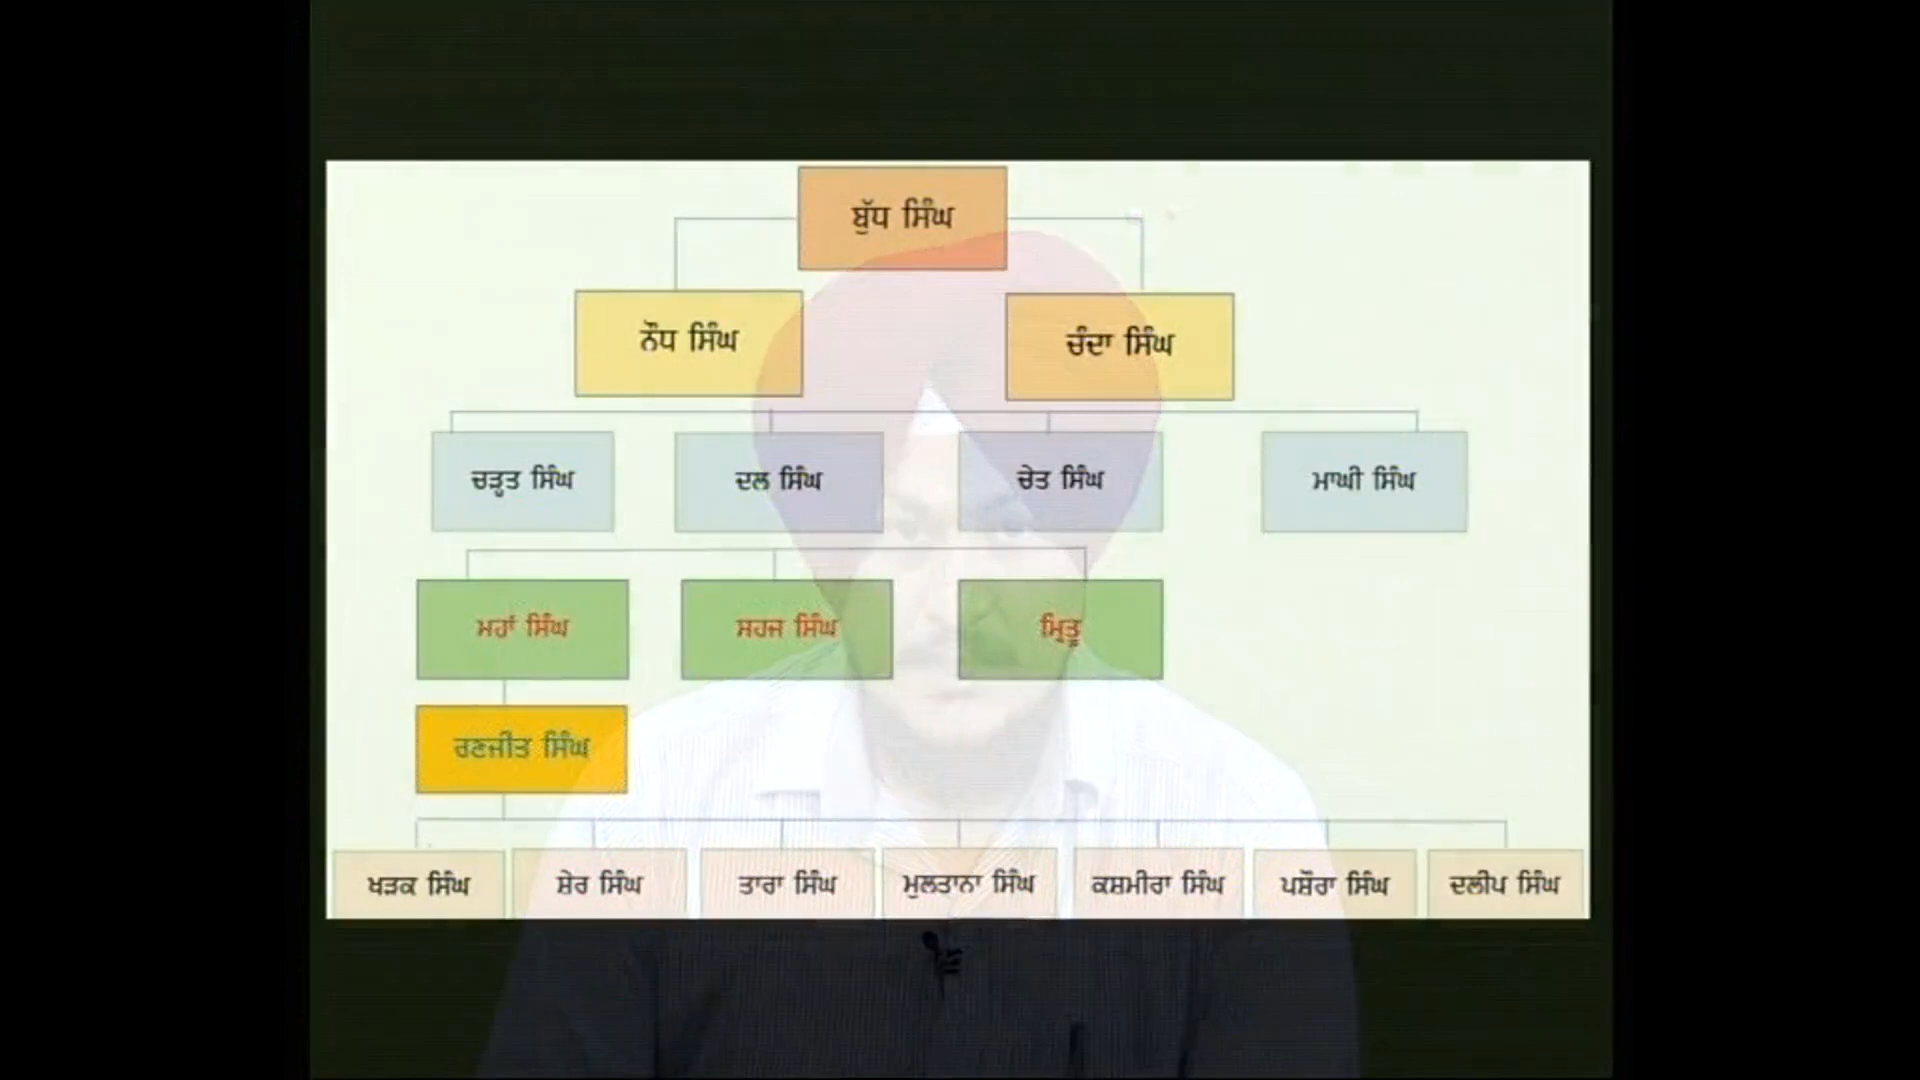 ਬੁੱਧ ਸਿੰਘ
ਨੌਧ ਸਿੰਘ
ਚੰਦਾ ਸਿੰਘ
ਚੜ੍ਹਤ ਸਿੰਘ
ਦਲ ਸਿੰਘ
ਚੇਤ ਸਿੰਘ
ਮਾਘੀ ਸਿੰਘ
ਮਹਾਂ ਸਿੰਘ
ਸਹਜ ਸਿੰਘ
ਮ੍ਰਿਤੂ
ਰਣਜੀਤ ਸਿੰਘ
ਖੜਕ ਸਿੰਘ
ਸ਼ੇਰ ਸਿੰਘ
ਤਾਰਾ ਸਿੰਘ
ਮੁਲਤਾਨਾ ਸਿੰਘ
ਕਸ਼ਮੀਰਾ ਸਿੰਘ
ਪਸ਼ੌਰਾ ਸਿੰਘ
ਦਲੀਪ ਸਿੰਘ